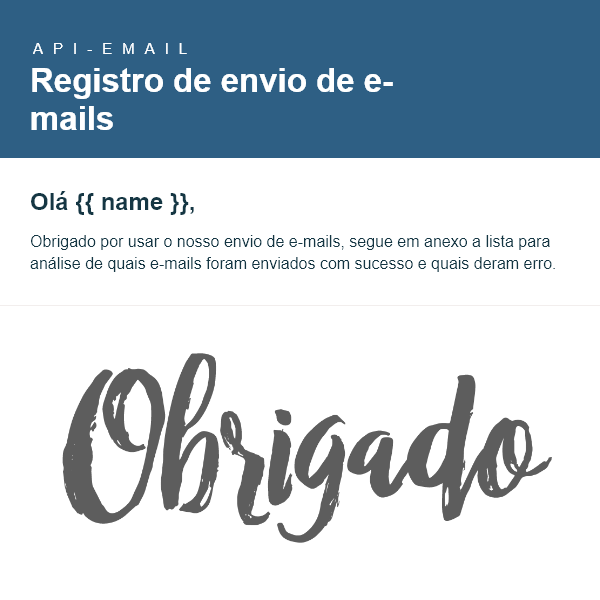 API-EMAIL
Registro de envio de e-
mails
Olá {{ name }},
Obrigado por usar o nosso envio de e-mails, segue em anexo a lista para
análise de quais e-mails foram enviados com sucesso e quais deram erro.
Obrigado